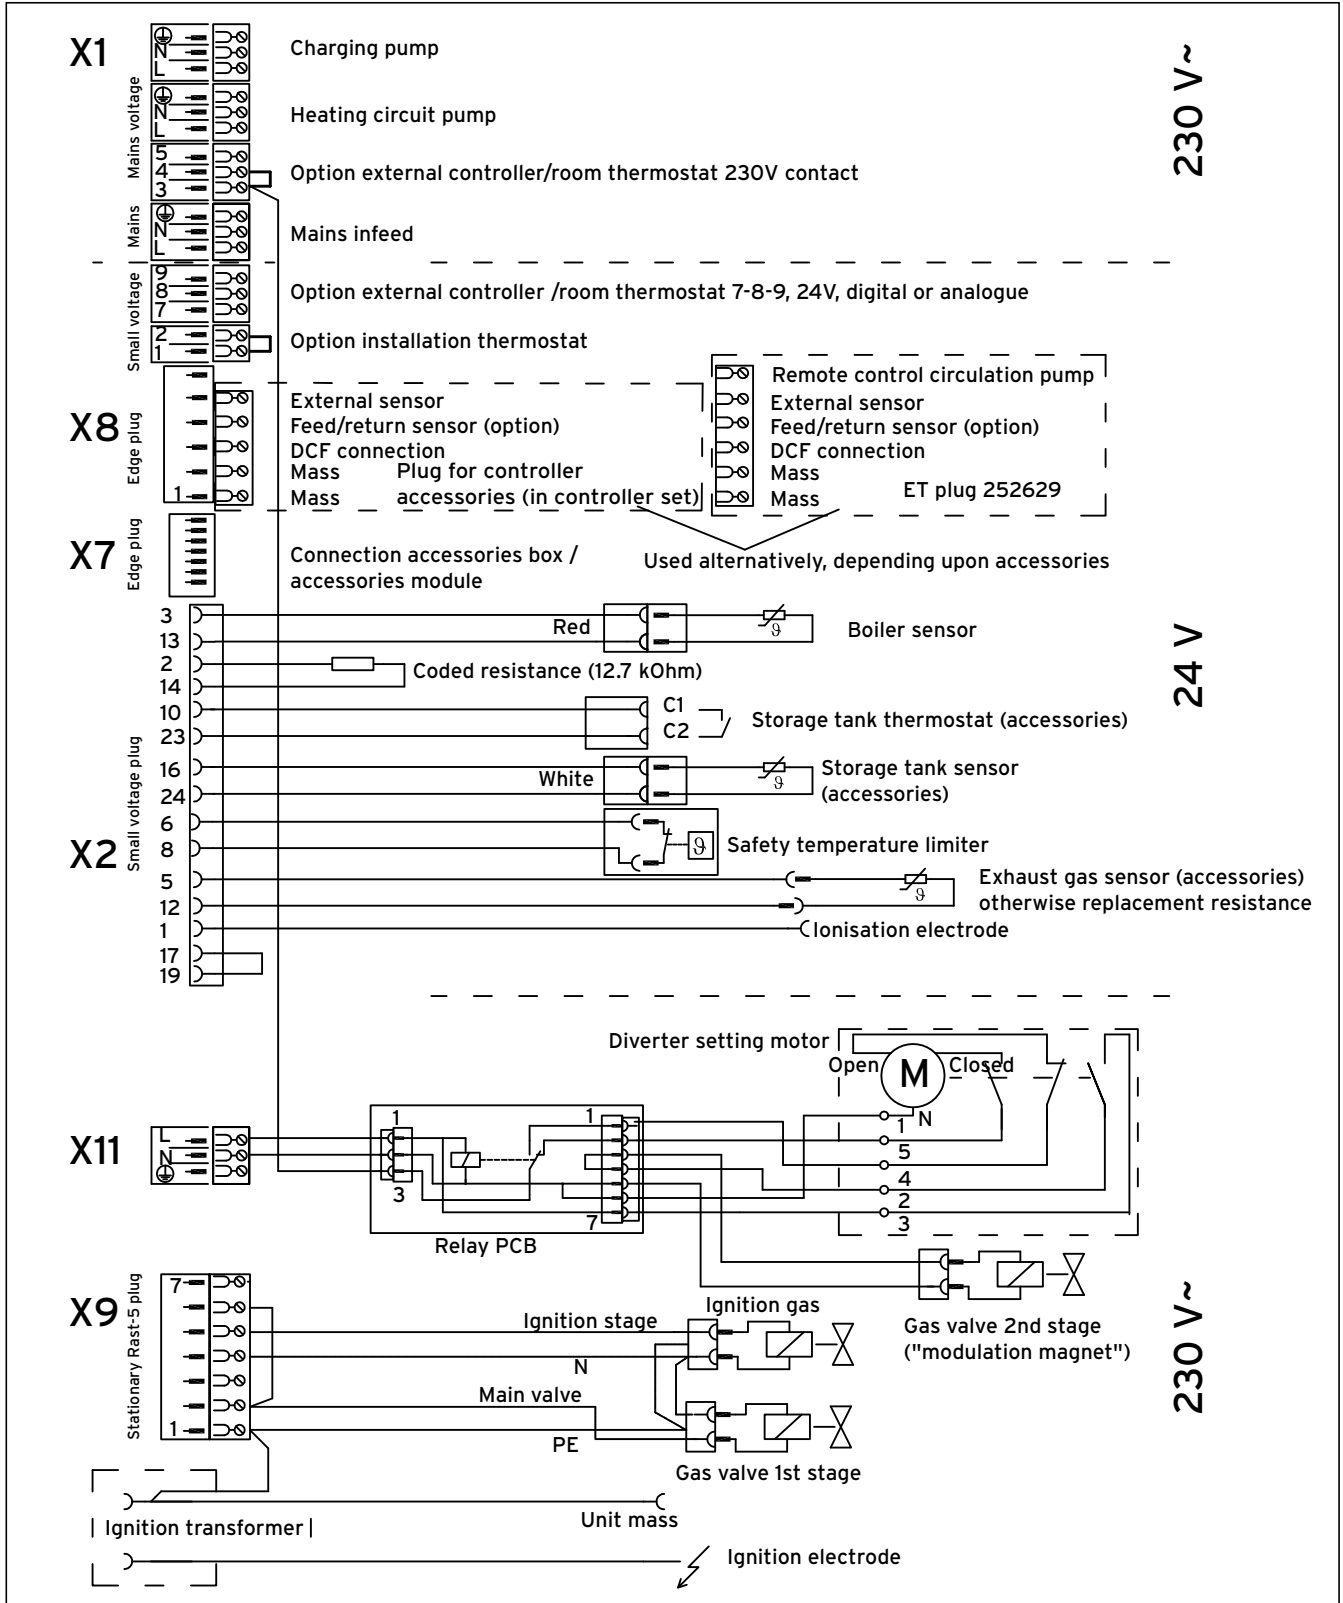 X1
Mains voltage
N
L
Charging pump
230 V~
N
L
Heating circuit pump
5
4
3
Option external controller/room thermostat 230V contact
Mains
N
L
Mains infeed
Small voltage
9
8
7
Option external controller /room thermostat 7-8-9, 24V, digital or analogue
2
1
Option installation thermostat
X8
Edge plug
1
External sensor
Feed/return sensor (option)
DCF connection
Mass
Mass
Plug for controller
accessories (in controller set)
Remote control circulation pump
External sensor
Feed/return sensor (option)
DCF connection
Mass
Mass
ET plug 252629
Used alternatively, depending upon accessories
X7
Edge plug
Connection accessories box /
accessories module
24 V
X2
Small voltage plug
3
13
Red
ϑ
Boiler sensor
2
14
Coded resistance (12.7 kOhm)
10
23
C1
C2
Storage tank thermostat (accessories)
16
24
White
ϑ
Storage tank sensor
(accessories)
6
8
ϑ
Safety temperature limiter
5
12
ϑ
Exhaust gas sensor (accessories)
otherwise replacement resistance
1
Ionisation electrode
17
19
Diverter setting motor
Open
M
Closed
N
1
5
4
2
3
X11
L
N
1
3
1
7
Relay PCB
230 V~
X9
Stationary Rast-5 plug
7
1
Ignition stage
N
Main valve
PE
Ignition gas
Gas valve 2nd stage
("modulation magnet")
Gas valve 1st stage
Unit mass
Ignition transformer
Ignition electrode